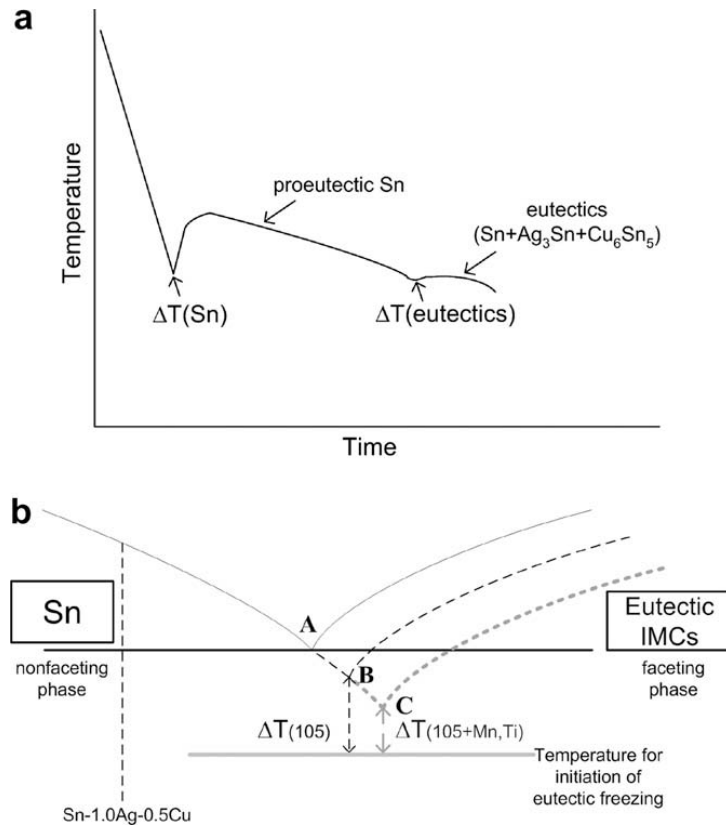 a
Temperature
proeutectic Sn
eutectics
(Sn+Ag₃Sn+Cu₆Sn₅)
ΔT(Sn)
ΔT(eutectics)
Time
b
Sn
A
Eutectic
IMCs
nonfaceting
phase
B
faceting
phase
C
ΔT(105)
ΔT(105+Mn,Ti)
Temperature for
initiation of
eutectic freezing
Sn-1.0Ag-0.5Cu